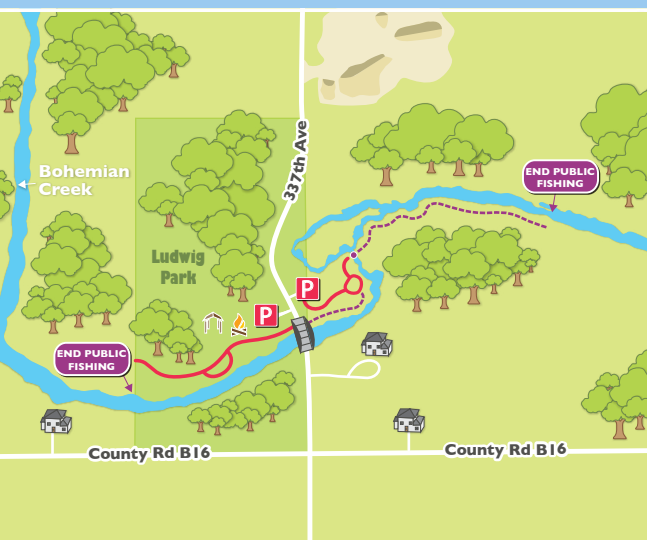 337th Ave
Bohemian
Creek
END PUBLIC
FISHING
Ludwig
Park
P
P
END PUBLIC
FISHING
County Rd B16
County Rd B16